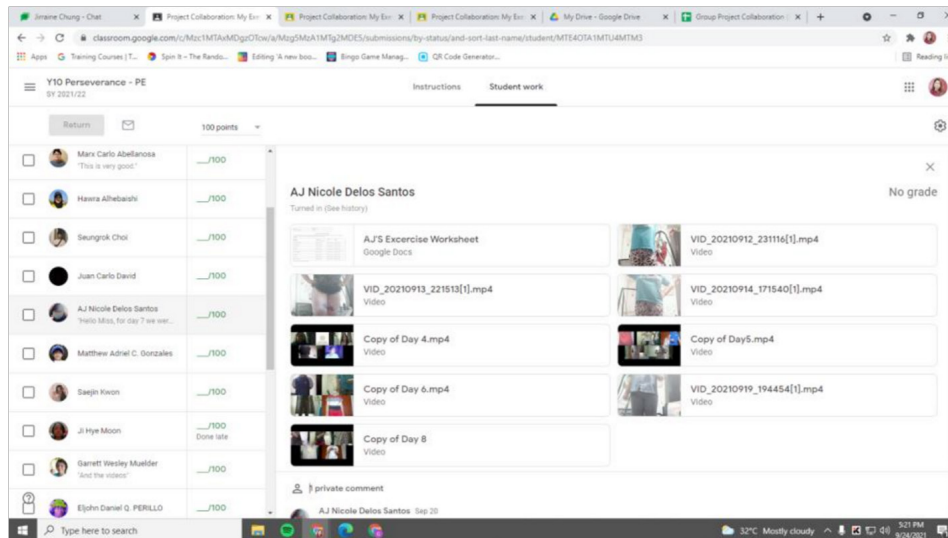 Jimaine Chung - Chat
Project Collaboration: My Exe
Project Collaboration: My Exe
Project Collaboration: My Exe
My Drive - Google Drive
Group Project Collaboration
classroom.google.com/c/Mzc1MTAxMDgzOTcw/a/Mzg5MzA1MTg2MDE5/submissions/by-status/and-sort-last-name/student/MTE4OTA1MTU4MTM3
Apps
Training Courses | T...
Spin It - The Rando...
Editing 'A new boo...
Bingo Game Manag...
QR Code Generator...
Reading li
Y10 Perseverance - PE
SY 2021/22
Instructions
Student work
Return
100 points
Marx Carlo Abellanosa
"This is very good."
__/100
Hawra Alhebaishi
__/100
Seungrok Choi
__/100
Juan Carlo David
__/100
AJ Nicole Delos Santos
"Hello Miss, for day 7 we wer...
__/100
Matthew Adriel C. Gonzales
__/100
Saejin Kwon
__/100
Ji Hye Moon
__/100
Done late
Garrett Wesley Muelder
"And the videos"
__/100
Eljohn Daniel Q. PERILLO
__/100
AJ Nicole Delos Santos
No grade
Turned in (See history)
AJ'S Excercise Worksheet
Google Docs
VID_20210912_231116[1].mp4
Video
VID_20210913_221513[1].mp4
Video
VID_20210914_171540[1].mp4
Video
Copy of Day 4.mp4
Video
Copy of Day5.mp4
Video
Copy of Day 6.mp4
Video
VID_20210919_194454[1].mp4
Video
Copy of Day 8
Video
1 private comment
AJ Nicole Delos Santos Sep 20
Type here to search
32°C Mostly cloudy
5:21 PM
9/24/2021